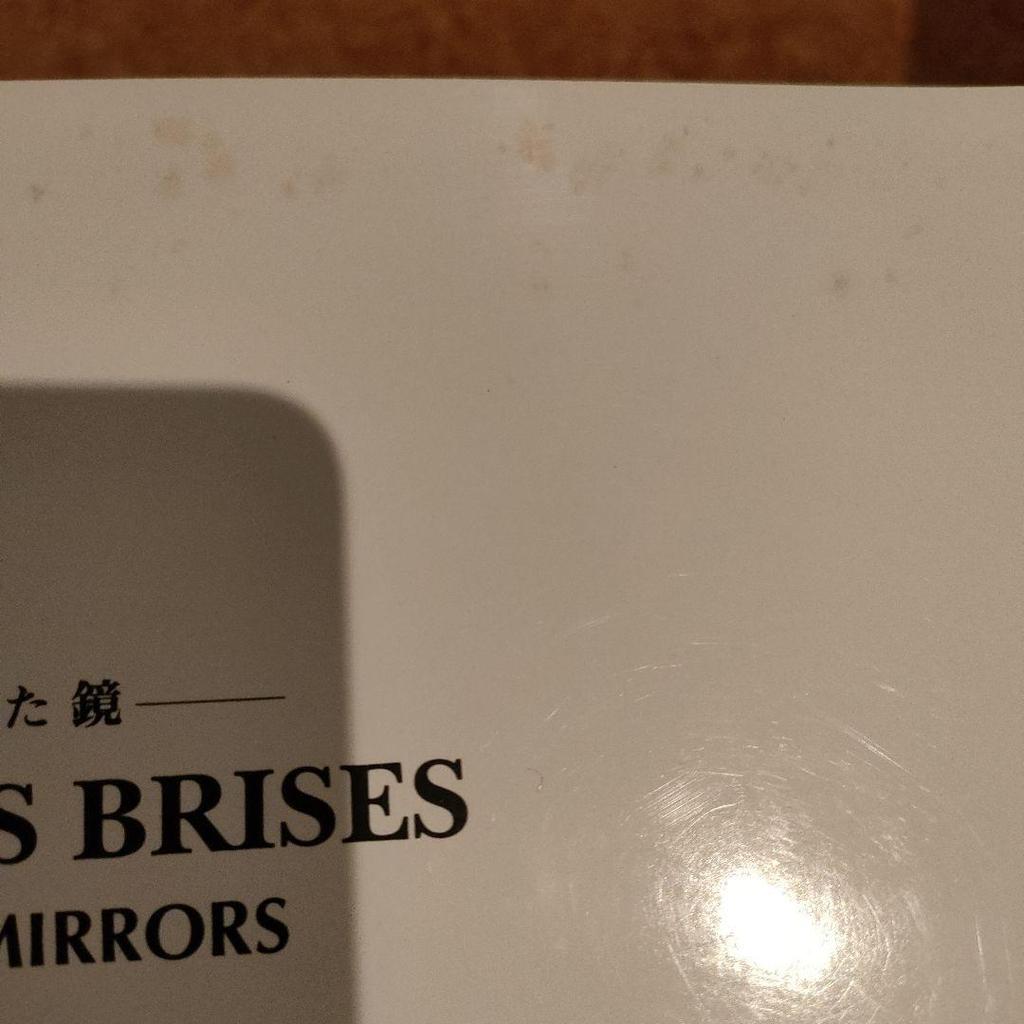 た 鏡
S BRISES
MIRRORS